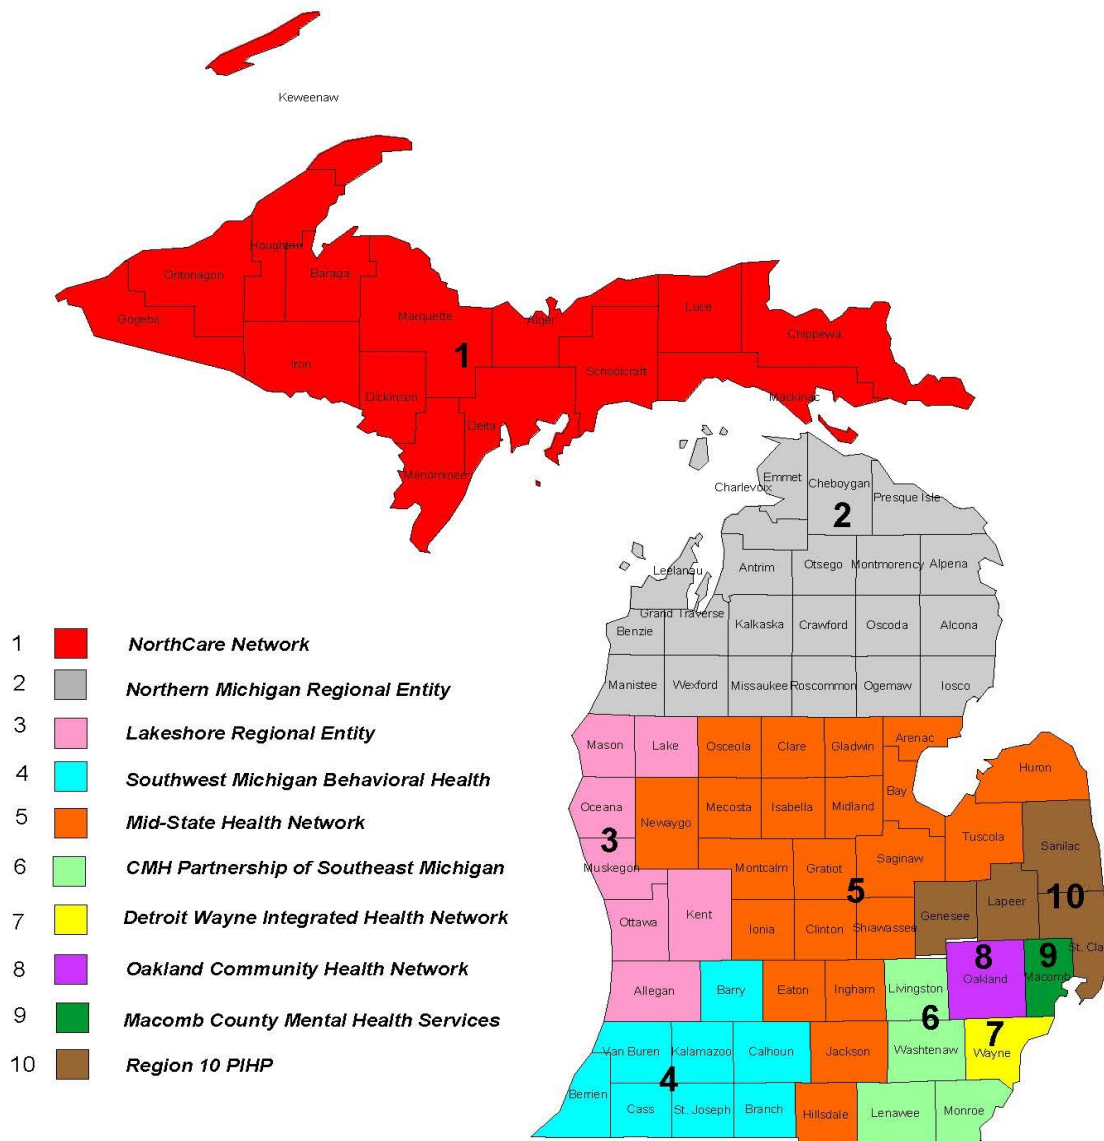 Keweenaw
Houghton
Ontonagon
Baraga
Gogebic
Marquette
Alger
Luce
Chippewa
1
Iron
Schoolcraft
Dickinson
Mackinac
Delta
Menominee
Emmet
Cheboygan
Charlevoix
Presque Isle
2
Leelanau
Antrim
Otsego
Montmorency
Alpena
Grand Traverse
Benzie
Kalkaska
Crawford
Oscoda
Alcona
Manistee
Wexford
Missaukee
Roscommon
Ogemaw
Iosco
Mason
Lake
Osceola
Clare
Gladwin
Arenac
Huron
Oceana
Newaygo
Mecosta
Isabella
Midland
Bay
3
Tuscola
Sanilac
Muskegon
Montcalm
Gratiot
Saginaw
5
10
Ottawa
Kent
Ionia
Clinton
Shiawassee
Genesee
Lapeer
St. Cla
8
9
Allegan
Barry
Eaton
Ingham
Livingston
Oakland
Macomb
6
7
Van Buren
Kalamazoo
Calhoun
Jackson
Washtenaw
Wayne
4
Berrien
Cass
St. Joseph
Branch
Hillsdale
Lenawee
Monroe
1 NorthCare Network
2 Northern Michigan Regional Entity
3 Lakeshore Regional Entity
4 Southwest Michigan Behavioral Health
5 Mid-State Health Network
6 CMH Partnership of Southeast Michigan
7 Detroit Wayne Integrated Health Network
8 Oakland Community Health Network
9 Macomb County Mental Health Services
10 Region 10 PIHP